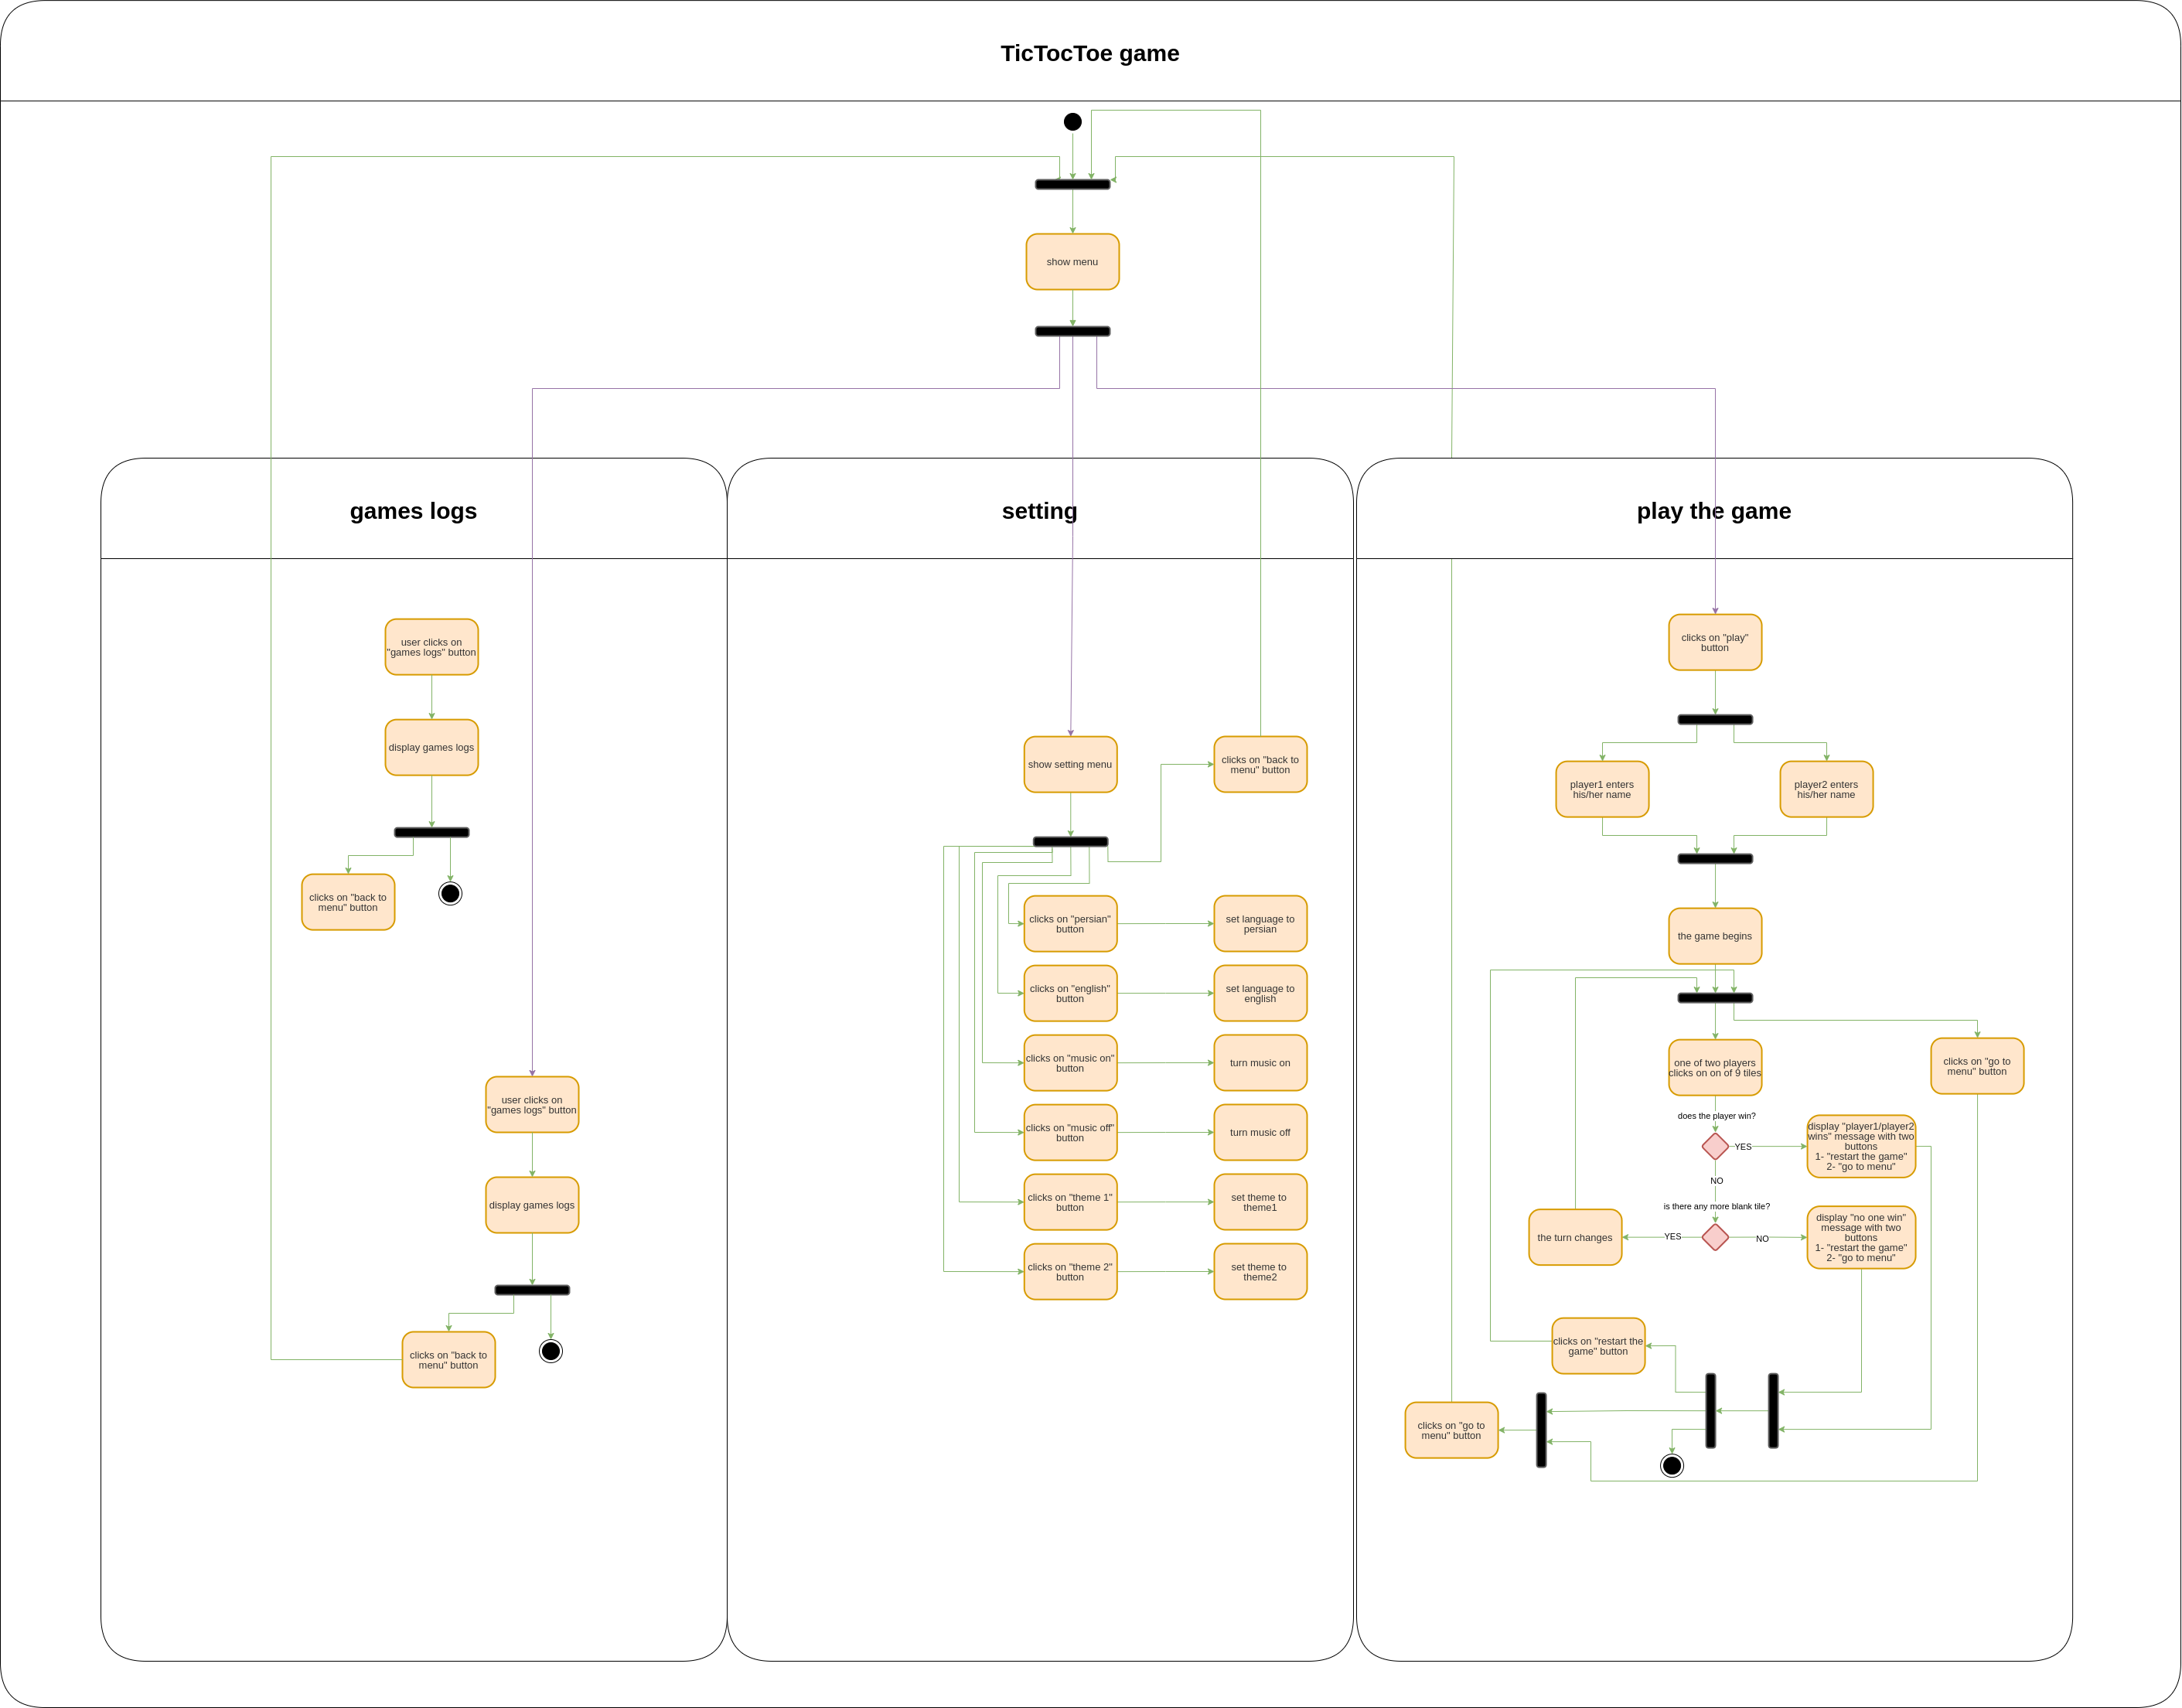 TicTocToe game
show menu
games logs
setting
play the game
user clicks on
"games logs" button
display games logs
clicks on "back to
menu" button
user clicks on
"games logs" button
display games logs
clicks on "back to
menu" button
show setting menu
clicks on "back to
menu" button
clicks on "persian"
button
set language to
persian
clicks on "english"
button
set language to
english
clicks on "music on"
button
turn music on
clicks on "music off"
button
turn music off
clicks on "theme 1"
button
set theme to
theme1
clicks on "theme 2"
button
set theme to
theme2
clicks on "play"
button
player1 enters
his/her name
player2 enters
his/her name
the game begins
one of two players
clicks on on of 9 tiles
clicks on "go to
menu" button
does the player win?
YES
display "player1/player2
wins" message with two
buttons
1- "restart the game"
2- "go to menu"
NO
is there any more blank tile?
YES
the turn changes
NO
display "no one win"
message with two
buttons
1- "restart the game"
2- "go to menu"
clicks on "restart the
game" button
clicks on "go to
menu" button